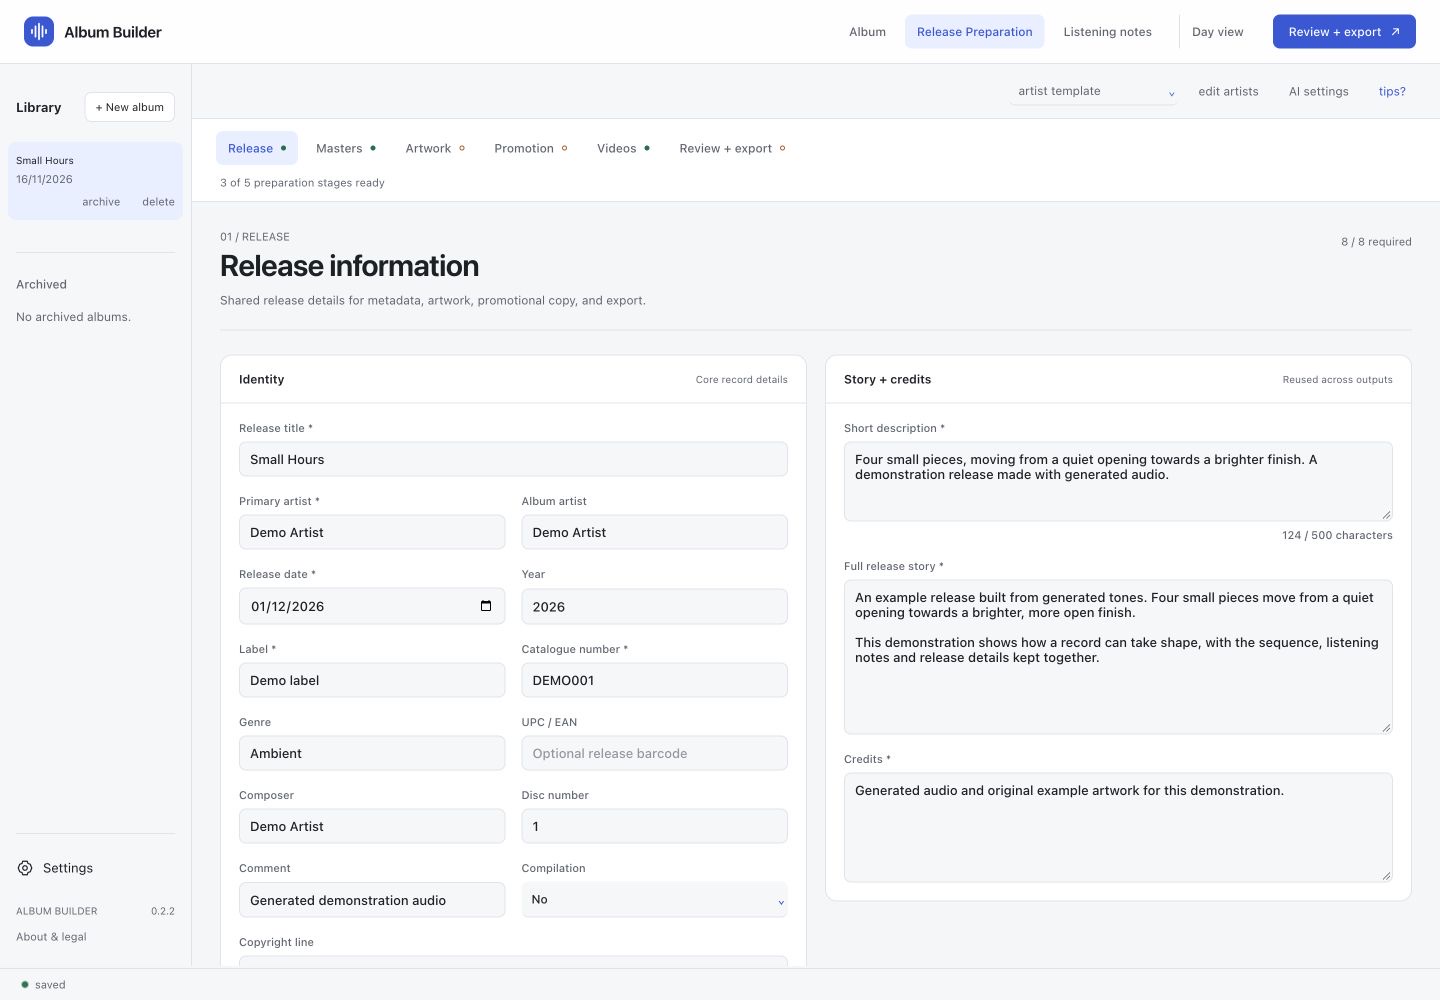 Album Builder
Album
Release Preparation
Listening notes
Day view
Review + export
Library
+ New album
Small Hours
16/11/2026
archive
delete
Archived
No archived albums.
Settings
ALBUM BUILDER
0.2.2
About & legal
artist template
edit artists
AI settings
tips?
Release
Masters
Artwork
Promotion
Videos
Review + export
3 of 5 preparation stages ready
01 / RELEASE
Release information
8 / 8 required
Shared release details for metadata, artwork, promotional copy, and export.
Identity
Core record details
Release title *
Small Hours
Primary artist *
Album artist
Demo Artist
Demo Artist
Release date *
Year
01/12/2026
2026
Label *
Catalogue number *
Demo label
DEMO001
Genre
UPC / EAN
Ambient
Optional release barcode
Composer
Disc number
Demo Artist
1
Comment
Compilation
Generated demonstration audio
No
Copyright line
Story + credits
Reused across outputs
Short description *
Four small pieces, moving from a quiet opening towards a brighter finish. A
demonstration release made with generated audio.
124 / 500 characters
Full release story *
An example release built from generated tones. Four small pieces move from a quiet
opening towards a brighter, more open finish.
This demonstration shows how a record can take shape, with the sequence, listening
notes and release details kept together.
Credits *
Generated audio and original example artwork for this demonstration.
saved